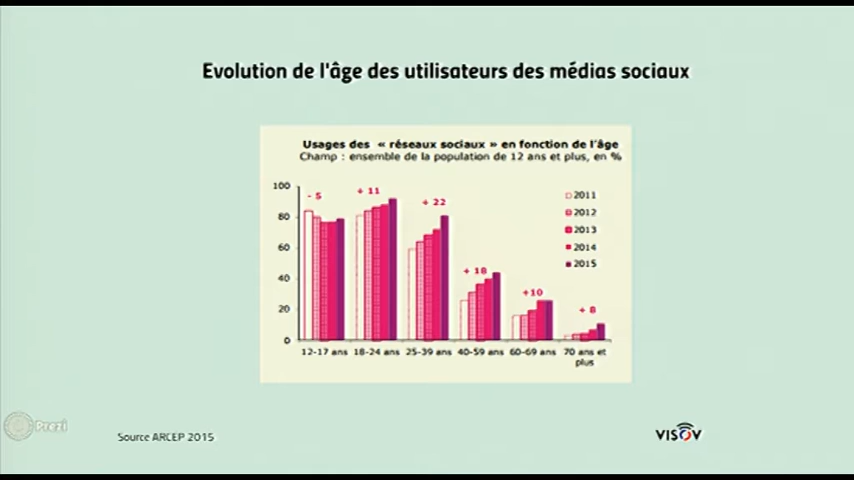 Evolution de l'âge des utilisateurs des médias sociaux
Usages des « réseaux sociaux » en fonction de l'âge
Champ : ensemble de la population de 12 ans et plus, en %
100
80
60
40
20
0
- 5
+ 11
+ 22
+ 18
+10
+ 8
2011
2012
2013
2014
2015
12-17 ans 18-24 ans 25-39 ans 40-59 ans 60-69 ans 70 ans et
plus
Prezi
Source ARCEP 2015
VISOV